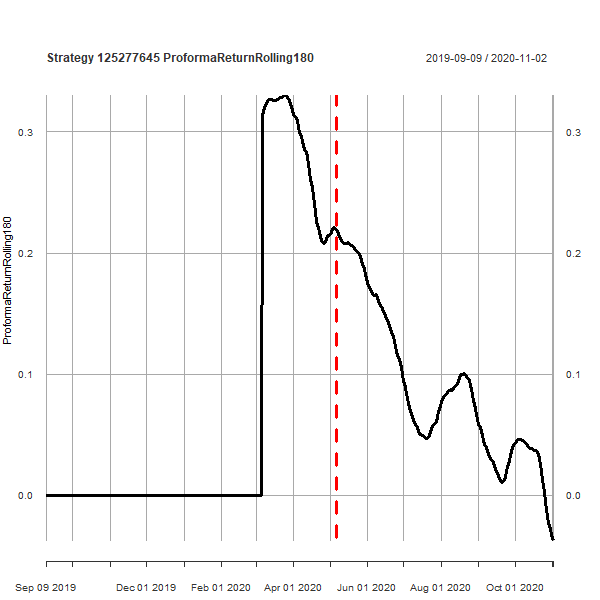 Strategy 125277645 ProformaReturnRolling180
2019-09-09 / 2020-11-02
ProformaReturnRolling180
0.3
0.3
0.2
0.2
0.1
0.1
0.0
0.0
Sep 09 2019
Dec 01 2019
Feb 01 2020
Apr 01 2020
Jun 01 2020
Aug 01 2020
Oct 01 2020